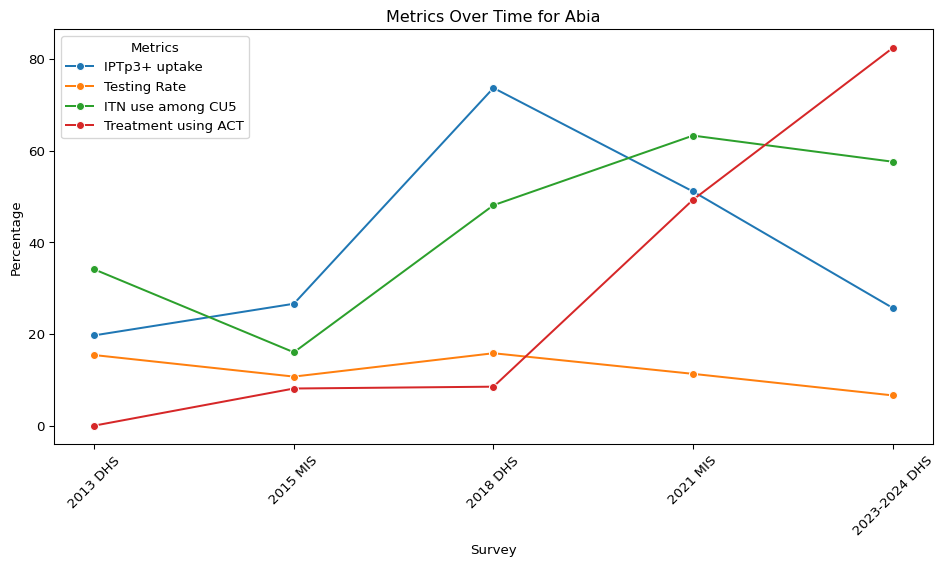 Metrics Over Time for Abia
Metrics
IPTp3+ uptake
Testing Rate
ITN use among CU5
Treatment using ACT
Percentage
80
60
40
20
0
2013 DHS
2015 MIS
2018 DHS
2021 MIS
2023-2024 DHS
Survey